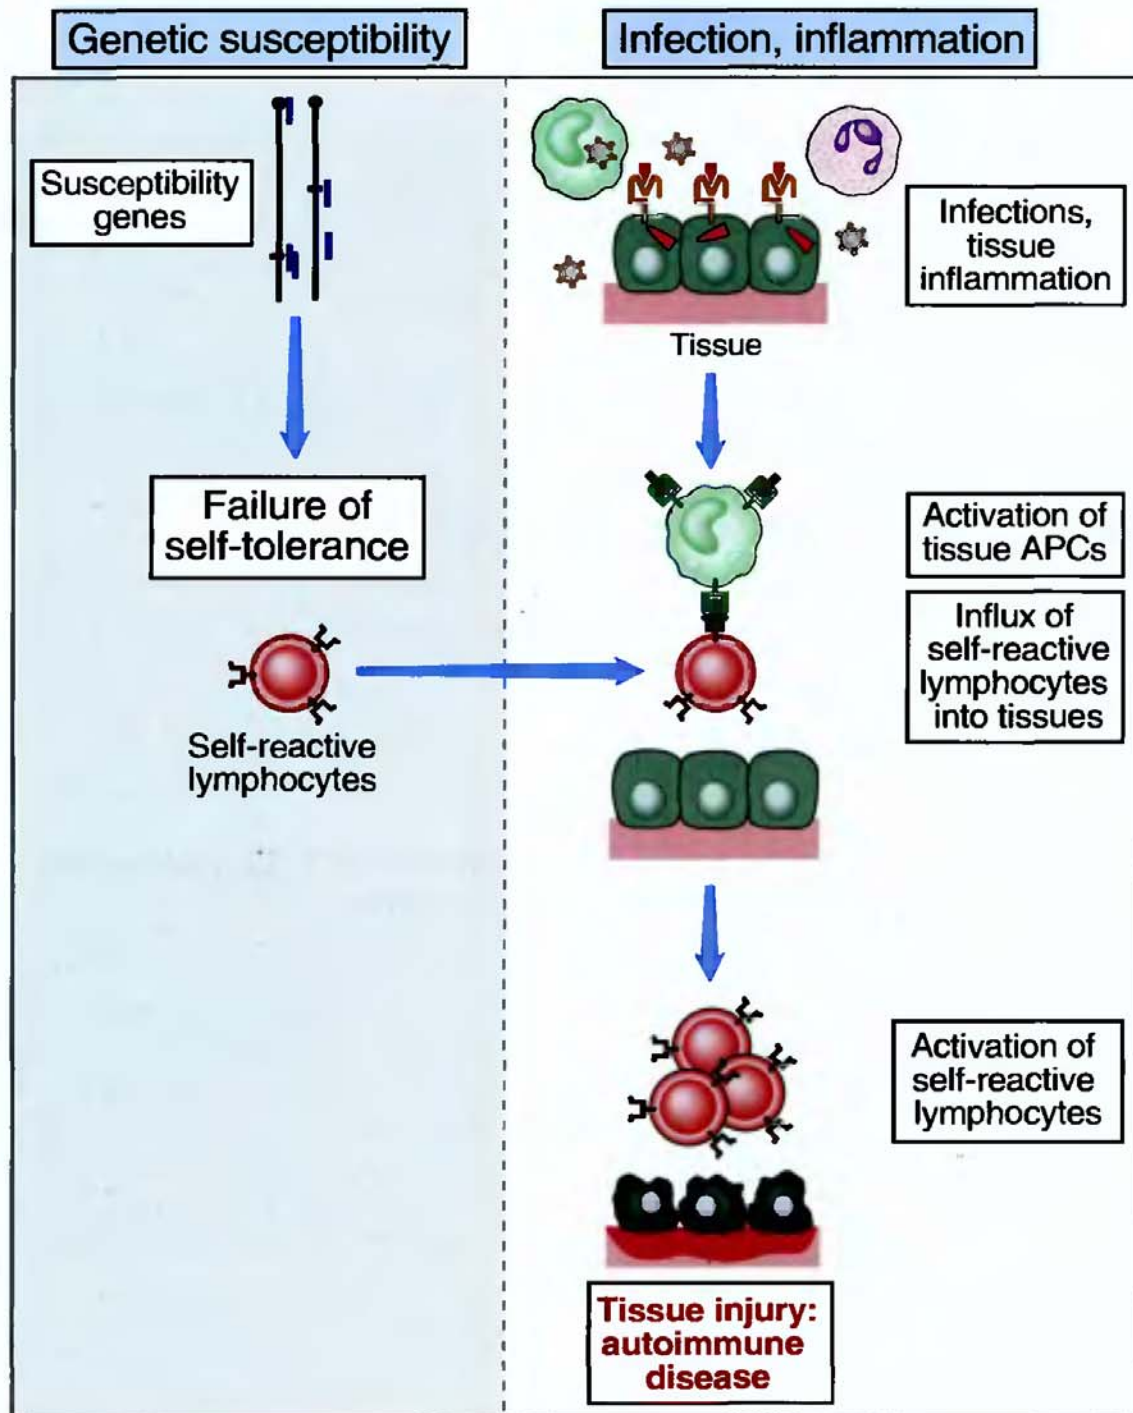 Genetic susceptibility
Infection, inflammation
Susceptibility
genes
Infections,
tissue
inflammation
Tissue
Failure of
self-tolerance
Activation of
tissue APCs
Influx of
self-reactive
lymphocytes
into tissues
Self-reactive
lymphocytes
Activation of
self-reactive
lymphocytes
Tissue injury:
autoimmune
disease